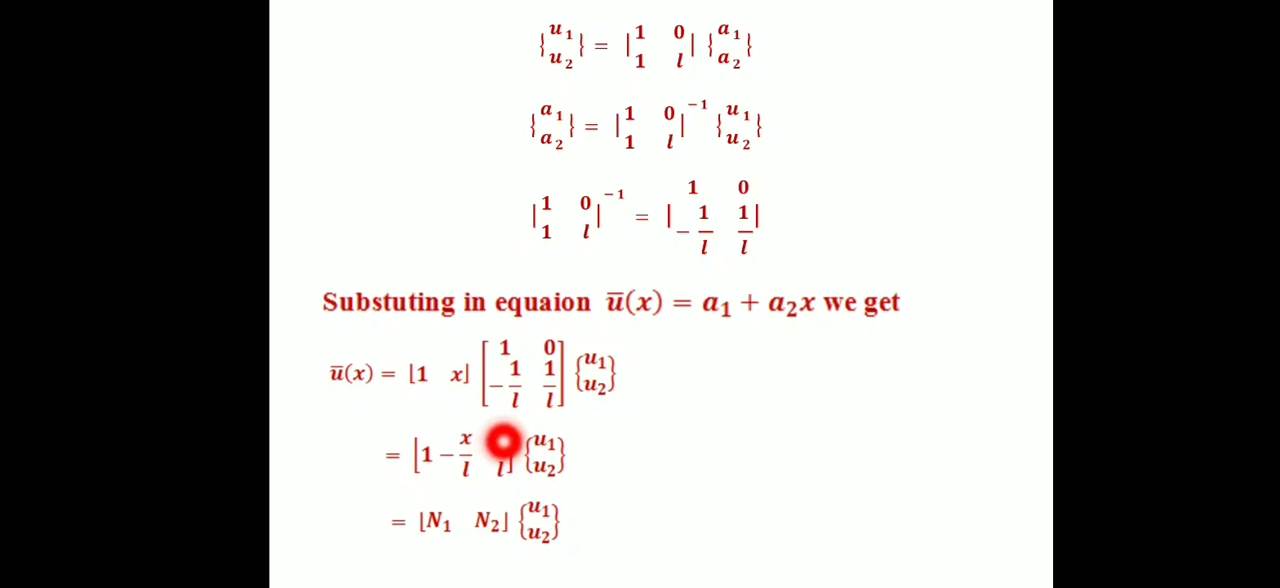 {u1 u2} = |1 0 1 l| {a1 a2}
{a1 a2} = |1 0 1 l|^-1 {u1 u2}
|1 0 1 l|^-1 = |1 0 -1/l 1/l|
Substuting in equaion ū(x) = a1 + a2x we get
ū(x) = ⌊1 x⌋ [1 0 -1/l 1/l] {u1 u2}
= ⌊1 - x/l l⌋ {u1 u2}
= ⌊N1 N2⌋ {u1 u2}